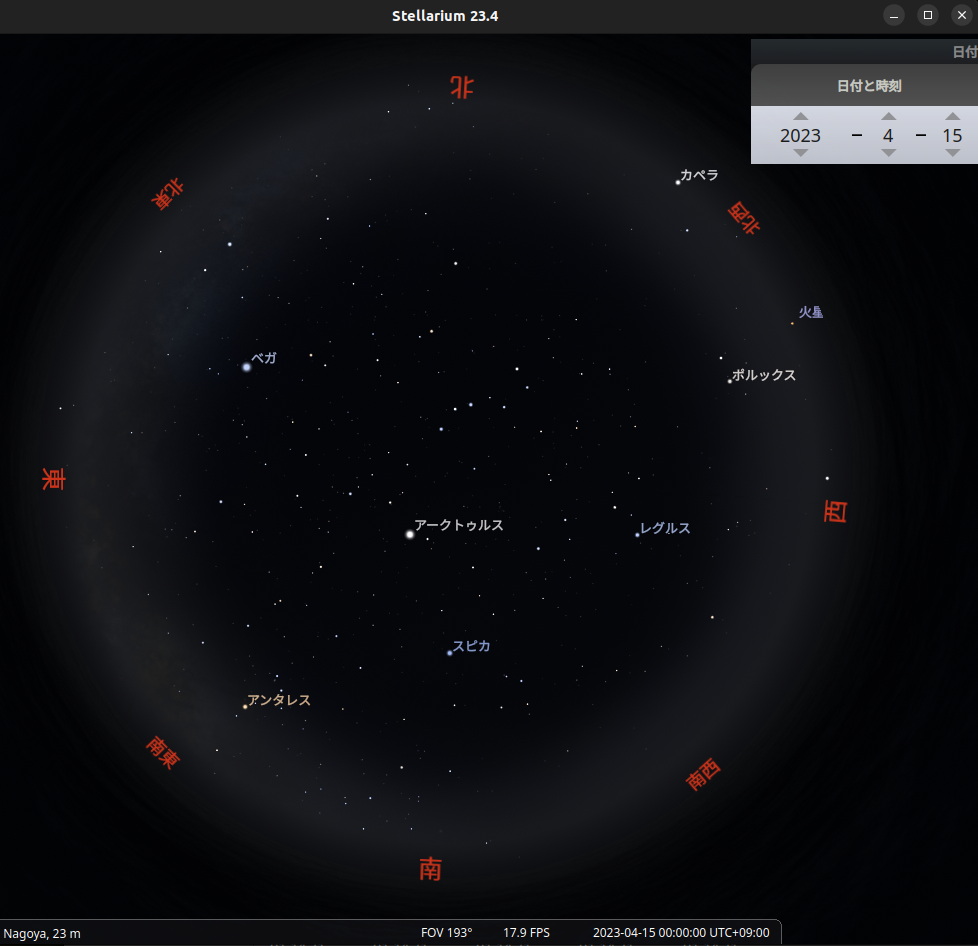 Stellarium 23.4
日付
日付と時刻
2023 - 4 - 15
北
カペラ
北東
北西
火星
ベガ
ポルックス
東
西
アークトゥルス
レグルス
スピカ
アンタレス
南東
南西
南
Nagoya, 23 m
FOV 193°
17.9 FPS
2023-04-15 00:00:00 UTC+09:00